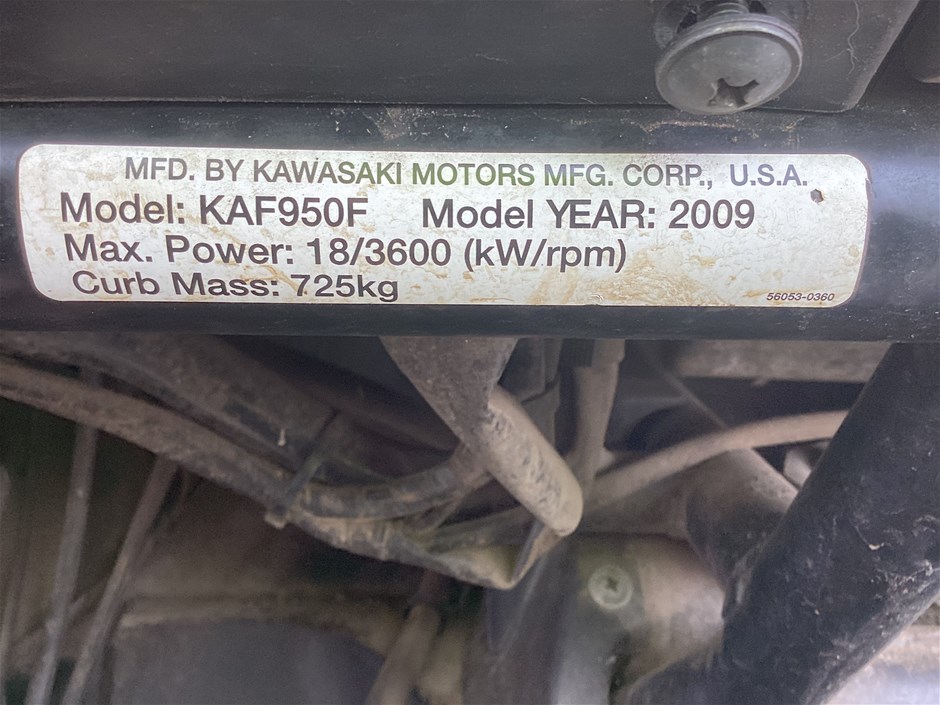 MFD. BY KAWASAKI MOTORS MFG. CORP., U.S.A.
Model: KAF950F Model YEAR: 2009
Max. Power: 18/3600 (kW/rpm)
Curb Mass: 725kg
56053-0360